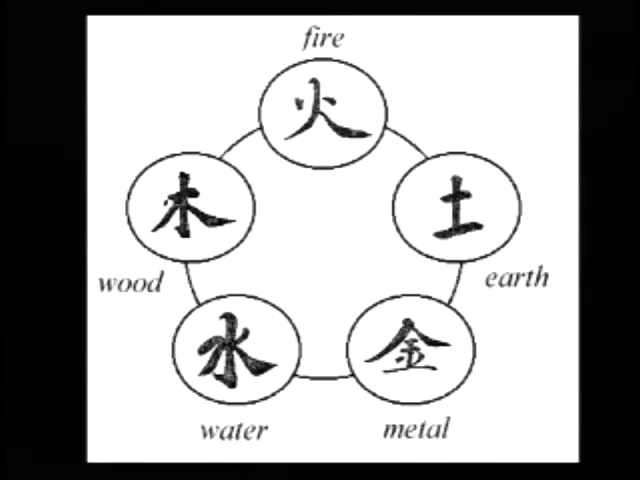 fire
火
木
土
wood
earth
水
金
water
metal